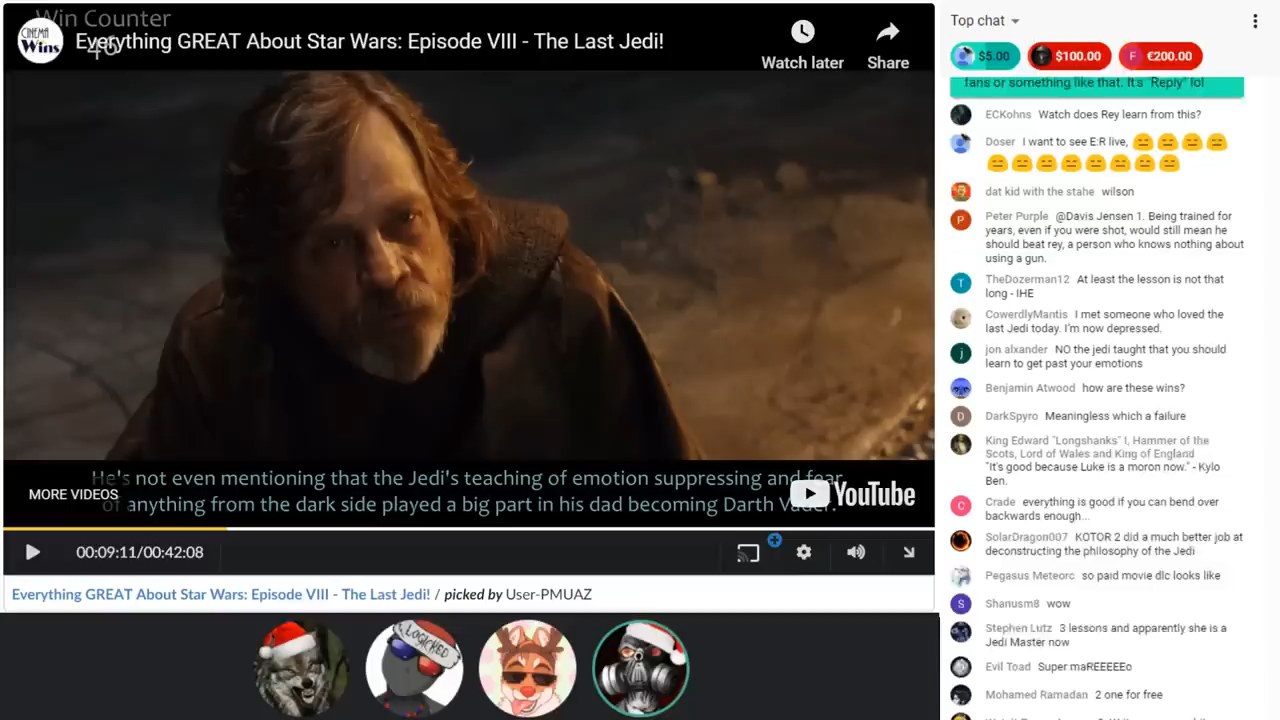 Win Counter
46
CINEMA
Wins
Everything GREAT About Star Wars: Episode VIII - The Last Jedi!
Watch later
Share
He's not even mentioning that the Jedi's teaching of emotion suppressing and fear
of anything from the dark side played a big part in his dad becoming Darth Vader.
MORE VIDEOS
YouTube
00:09:11/00:42:08
Everything GREAT About Star Wars: Episode VIII - The Last Jedi! / picked by User-PMUAZ
LOGICKED
Top chat
$5.00
$100.00
F €200.00
fans or something like that. It's "Reply" lol
ECKohns Watch does Rey learn from this?
Doser I want to see E:R live,
dat kid with the stahe wilson
P Peter Purple @Davis Jensen 1. Being trained for
years, even if you were shot, would still mean he
should beat rey, a person who knows nothing about
using a gun.
T TheDozerman12 At least the lesson is not that
long - IHE
CowerdlyMantis I met someone who loved the
last Jedi today. I'm now depressed.
j jon alxander NO the jedi taught that you should
learn to get past your emotions
Benjamin Atwood how are these wins?
D DarkSpyro Meaningless which a failure
King Edward "Longshanks" I, Hammer of the
Scots, Lord of Wales and King of England
"It's good because Luke is a moron now." - Kylo
Ben.
C Crade everything is good if you can bend over
backwards enough...
SolarDragon007 KOTOR 2 did a much better job at
deconstructing the philosophy of the Jedi
Pegasus Meteorc so paid movie dlc looks like
S Shanusm8 wow
Stephen Lutz 3 lessons and apparently she is a
Jedi Master now
Evil Toad Super maREEEEEo
Mohamed Ramadan 2 one for free